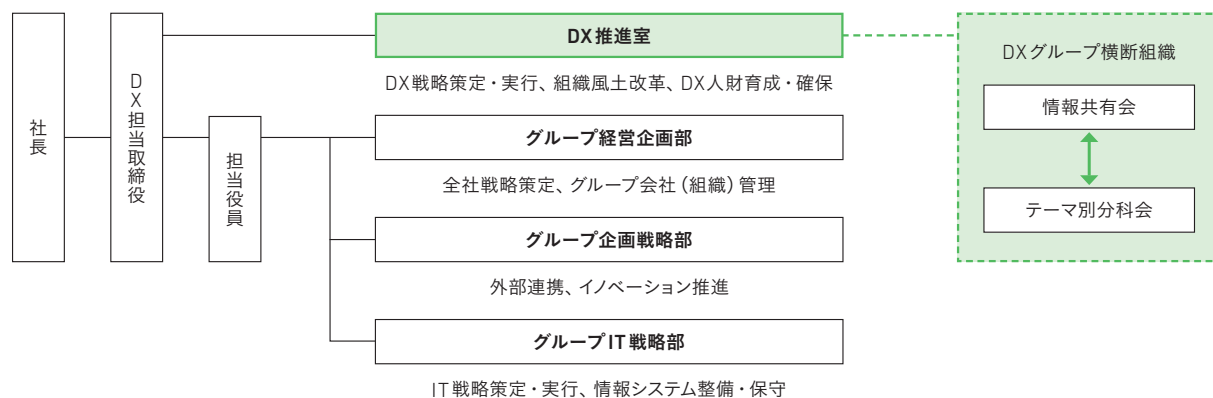 社長
DX担当取締役
担当役員
DX推進室
DX戦略策定・実行、組織風土改革、DX人財育成・確保
グループ経営企画部
全社戦略策定、グループ会社(組織)管理
グループ企画戦略部
外部連携、イノベーション推進
グループIT戦略部
IT戦略策定・実行、情報システム整備・保守
DXグループ横断組織
情報共有会
テーマ別分科会